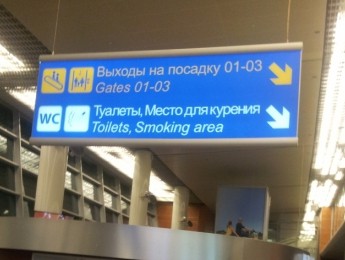 Выходы на посадку 01-03
Gates 01-03
WC Туалеты, Место для курения
Toilets, Smoking area